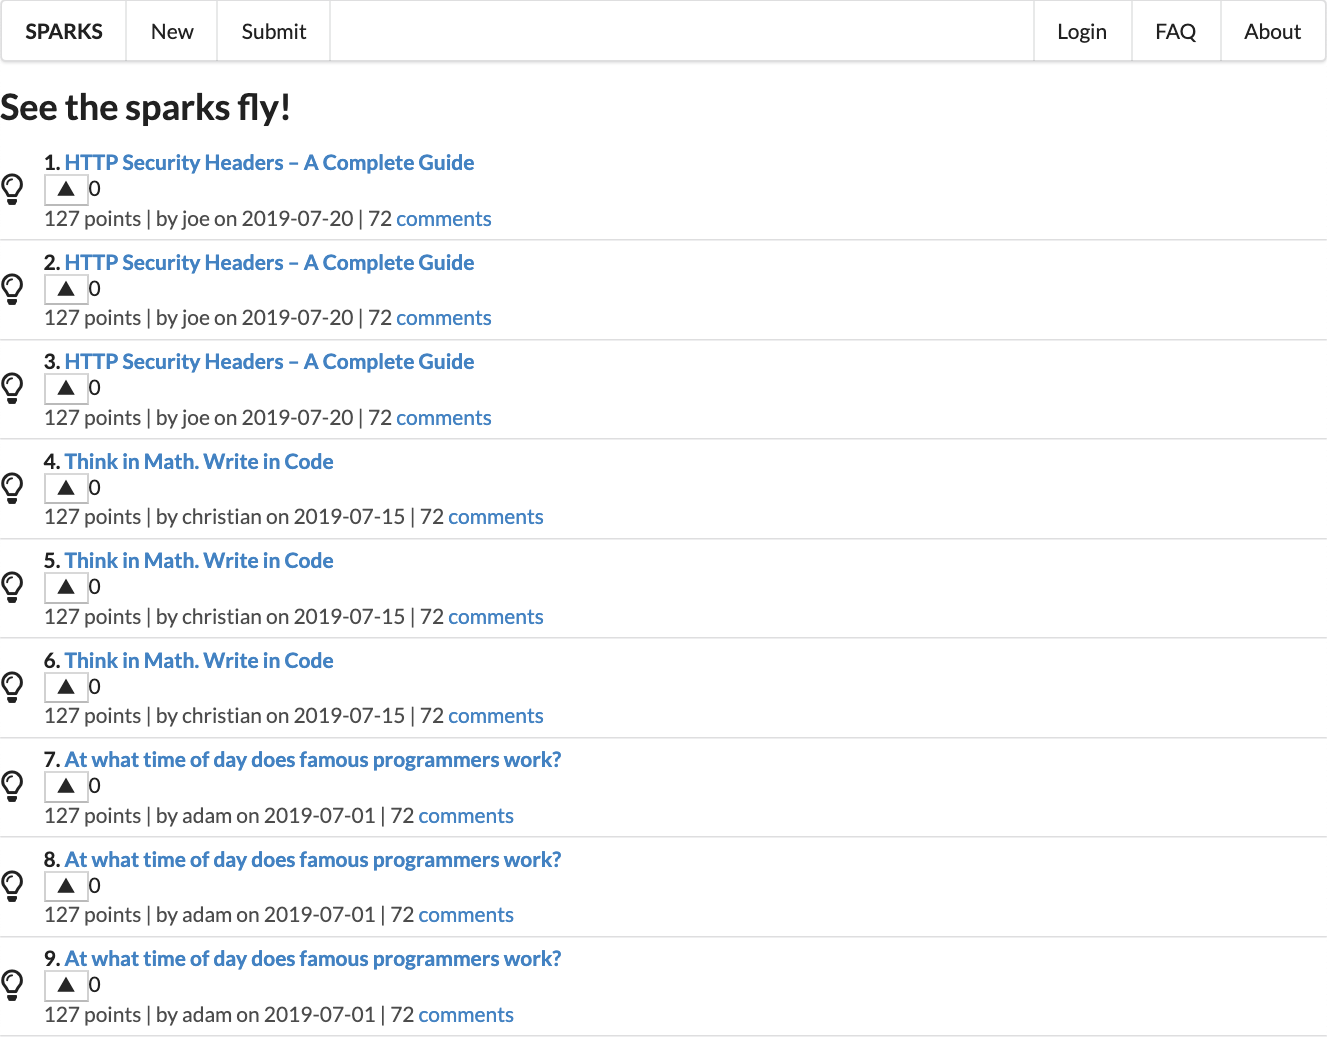 SPARKS New Submit Login FAQ About
See the sparks fly!
1. HTTP Security Headers – A Complete Guide
▲ 0
127 points | by joe on 2019-07-20 | 72 comments
2. HTTP Security Headers – A Complete Guide
▲ 0
127 points | by joe on 2019-07-20 | 72 comments
3. HTTP Security Headers – A Complete Guide
▲ 0
127 points | by joe on 2019-07-20 | 72 comments
4. Think in Math. Write in Code
▲ 0
127 points | by christian on 2019-07-15 | 72 comments
5. Think in Math. Write in Code
▲ 0
127 points | by christian on 2019-07-15 | 72 comments
6. Think in Math. Write in Code
▲ 0
127 points | by christian on 2019-07-15 | 72 comments
7. At what time of day does famous programmers work?
▲ 0
127 points | by adam on 2019-07-01 | 72 comments
8. At what time of day does famous programmers work?
▲ 0
127 points | by adam on 2019-07-01 | 72 comments
9. At what time of day does famous programmers work?
▲ 0
127 points | by adam on 2019-07-01 | 72 comments